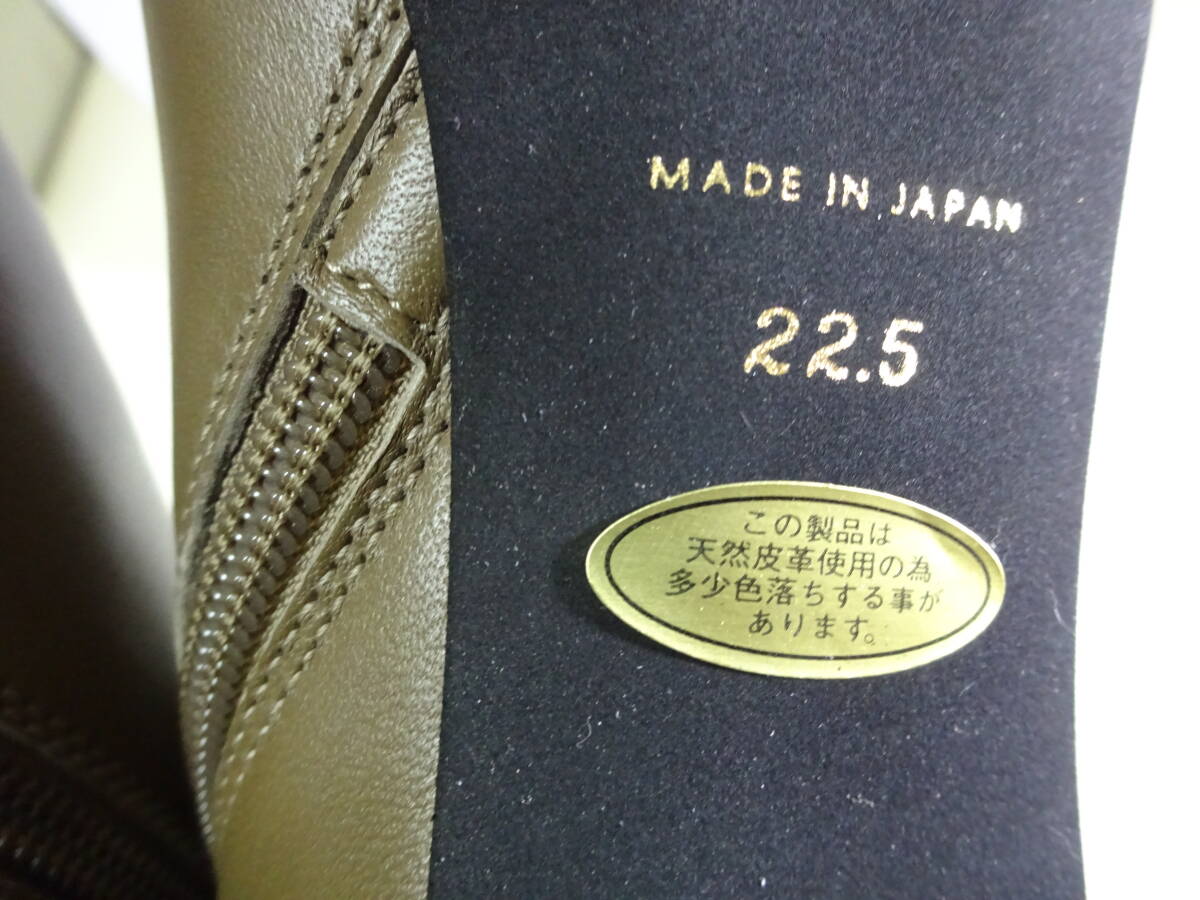 MADE IN JAPAN
22.5
この製品は
天然皮革使用の為
多少色落ちする事が
あります。